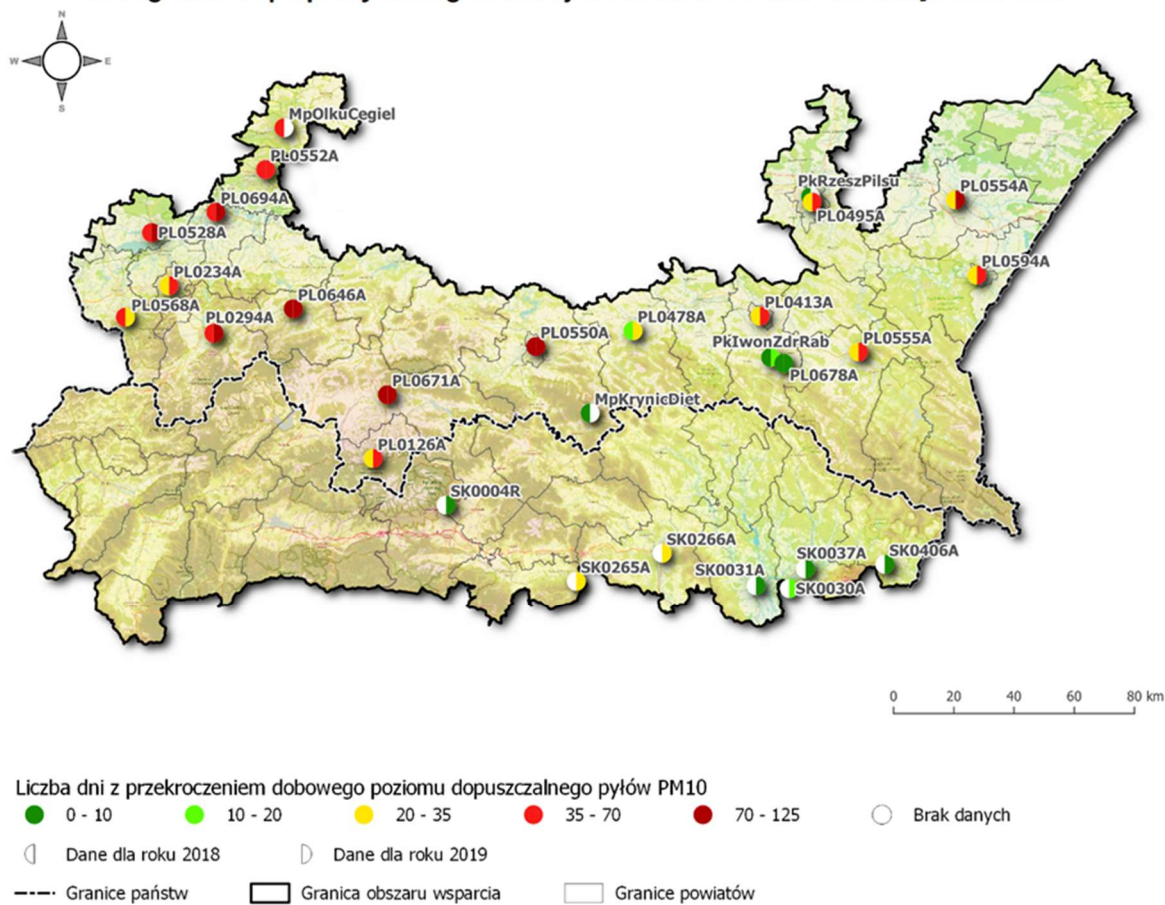 N
W E
S
MpOlkuCegiel
PL0552A
PL0694A
PL0528A
PL0234A
PL0568A
PL0294A
PL0646A
PL0671A
PL0126A
PL0550A
PL0478A
MpKrynicDiet
PkRzeszPilsu
PL0495A
PL0554A
PL0594A
PL0413A
PkIwonZdrRab
PL0678A
PL0555A
SK0004R
SK0266A
SK0265A
SK0031A
SK0037A
SK0030A
SK0406A
0 20 40 60 80 km
Liczba dni z przekroczeniem dobowego poziomu dopuszczalnego pyłów PM10
0 - 10 10 - 20 20 - 35 35 - 70 70 - 125 Brak danych
Dane dla roku 2018 Dane dla roku 2019
Granice państw Granica obszaru wsparcia Granice powiatów